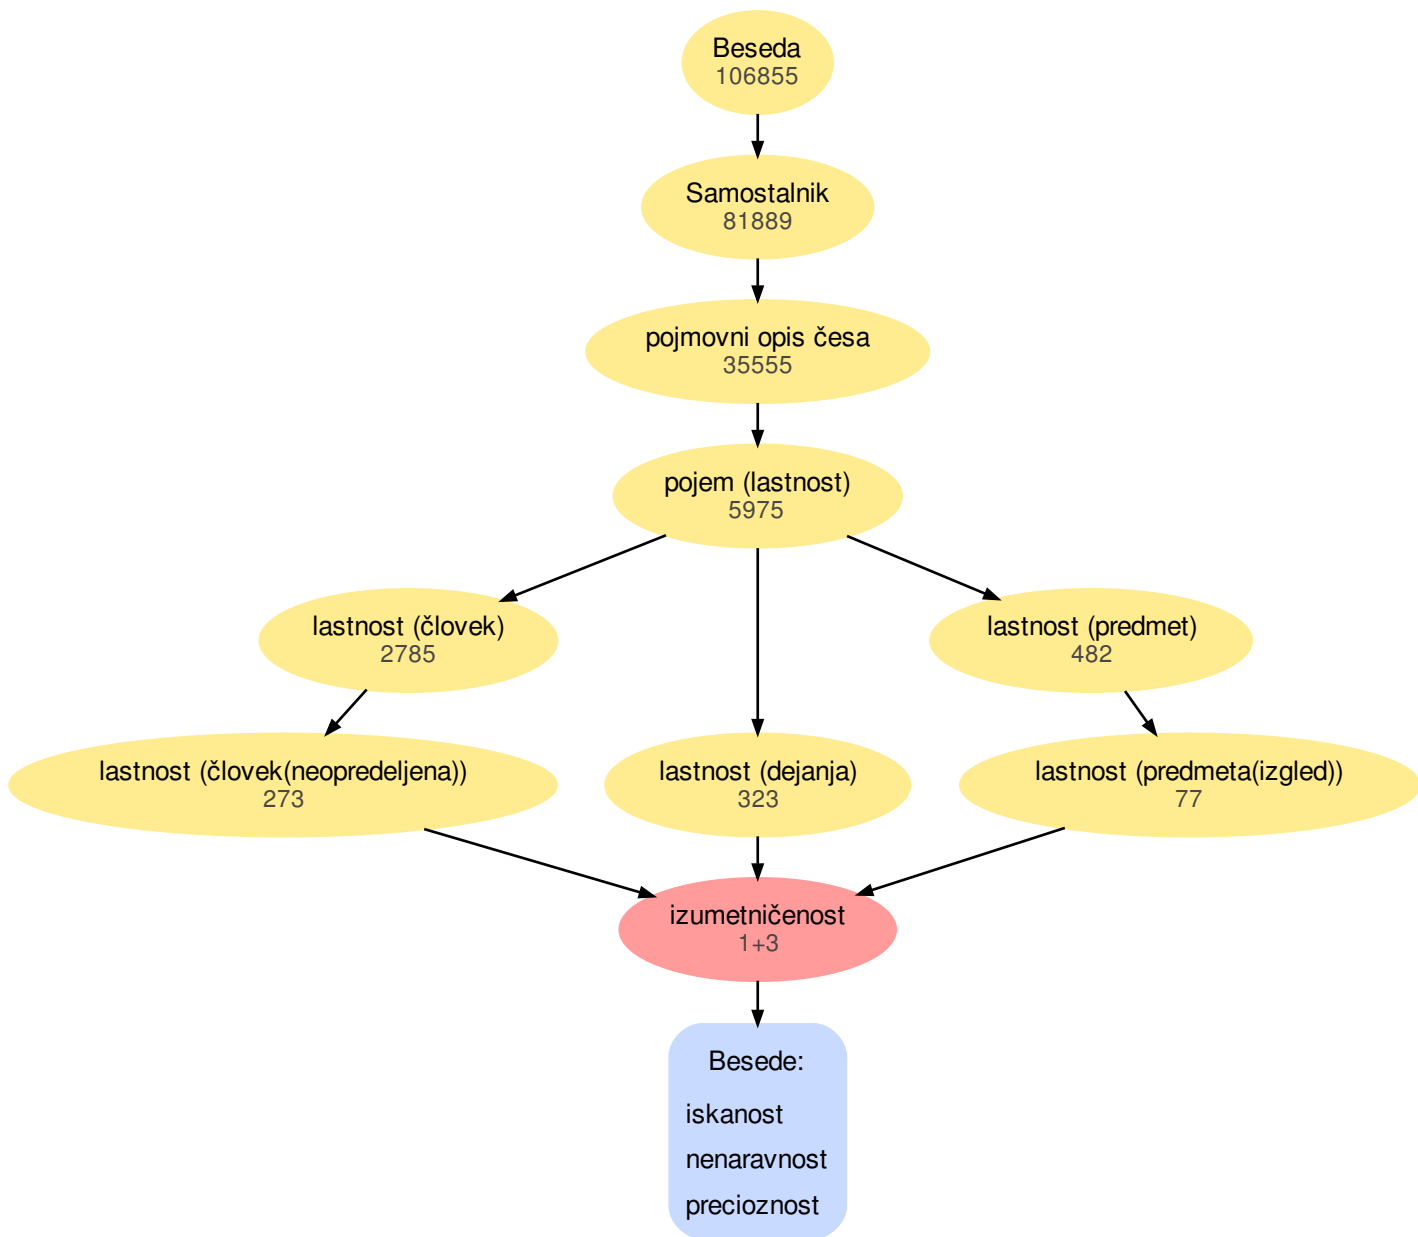 Beseda
106855
Samostalnik
81889
pojmovni opis česa
35555
pojem (lastnost)
5975
lastnost (človek)
2785
lastnost (predmet)
482
lastnost (človek(neopredeljena))
273
lastnost (dejanja)
323
lastnost (predmeta(izgled))
77
izumetničenost
1+3
Besede:
iskanost
nenaravnost
precioznost